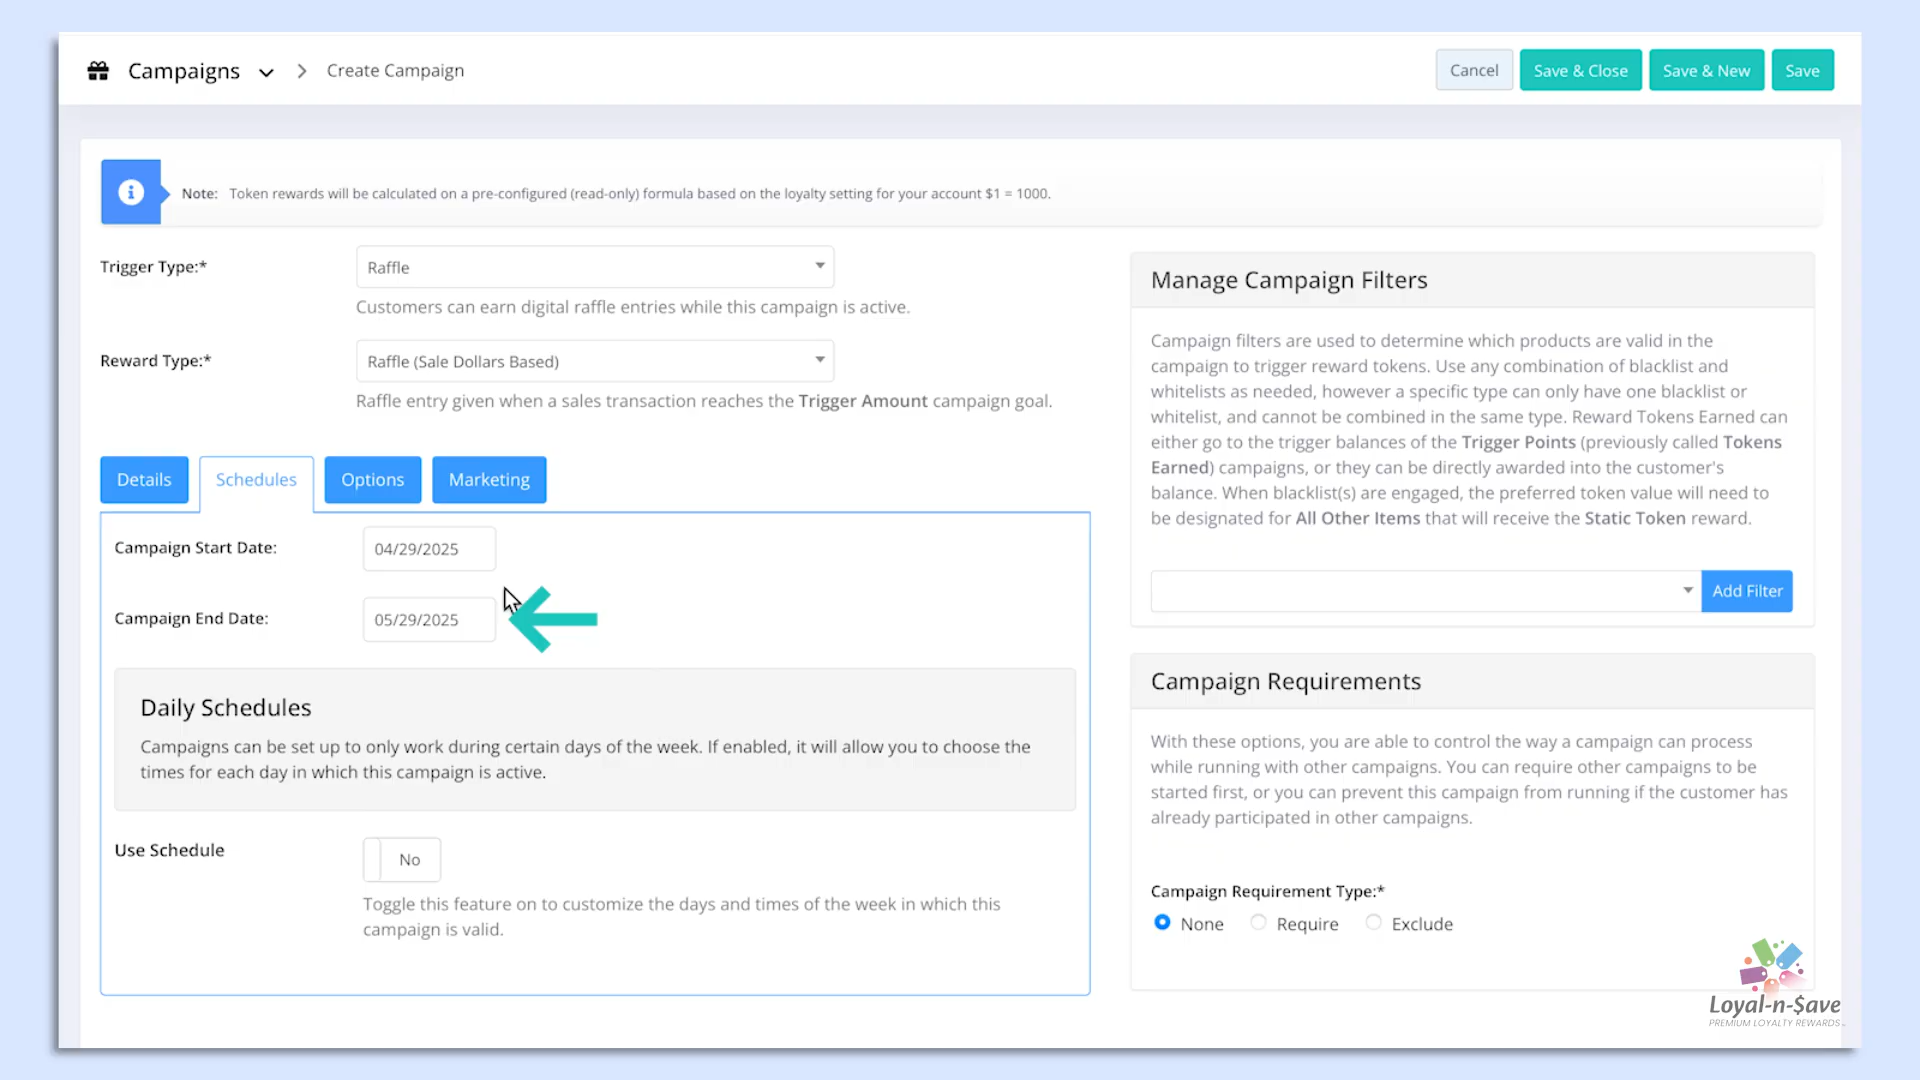 Campaigns
Create Campaign
Cancel
Save & Close
Save & New
Save
Note: Token rewards will be calculated on a pre-configured (read-only) formula based on the loyalty setting for your account $1 = 1000.
Trigger Type:*
Raffle
Customers can earn digital raffle entries while this campaign is active.
Reward Type:*
Raffle (Sale Dollars Based)
Raffle entry given when a sales transaction reaches the Trigger Amount campaign goal.
Details
Schedules
Options
Marketing
Campaign Start Date:
04/29/2025
Campaign End Date:
05/29/2025
Daily Schedules
Campaigns can be set up to only work during certain days of the week. If enabled, it will allow you to choose the
times for each day in which this campaign is active.
Use Schedule
No
Toggle this feature on to customize the days and times of the week in which this
campaign is valid.
Manage Campaign Filters
Campaign filters are used to determine which products are valid in the
campaign to trigger reward tokens. Use any combination of blacklist and
whitelists as needed, however a specific type can only have one blacklist or
whitelist, and cannot be combined in the same type. Reward Tokens Earned can
either go to the trigger balances of the Trigger Points (previously called Tokens
Earned) campaigns, or they can be directly awarded into the customer's
balance. When blacklist(s) are engaged, the preferred token value will need to
be designated for All Other Items that will receive the Static Token reward.
Add Filter
Campaign Requirements
With these options, you are able to control the way a campaign can process
while running with other campaigns. You can require other campaigns to be
started first, or you can prevent this campaign from running if the customer has
already participated in other campaigns.
Campaign Requirement Type:*
None
Require
Exclude
Loyal-n-$ave
PREMIUM LOYALTY REWARDS